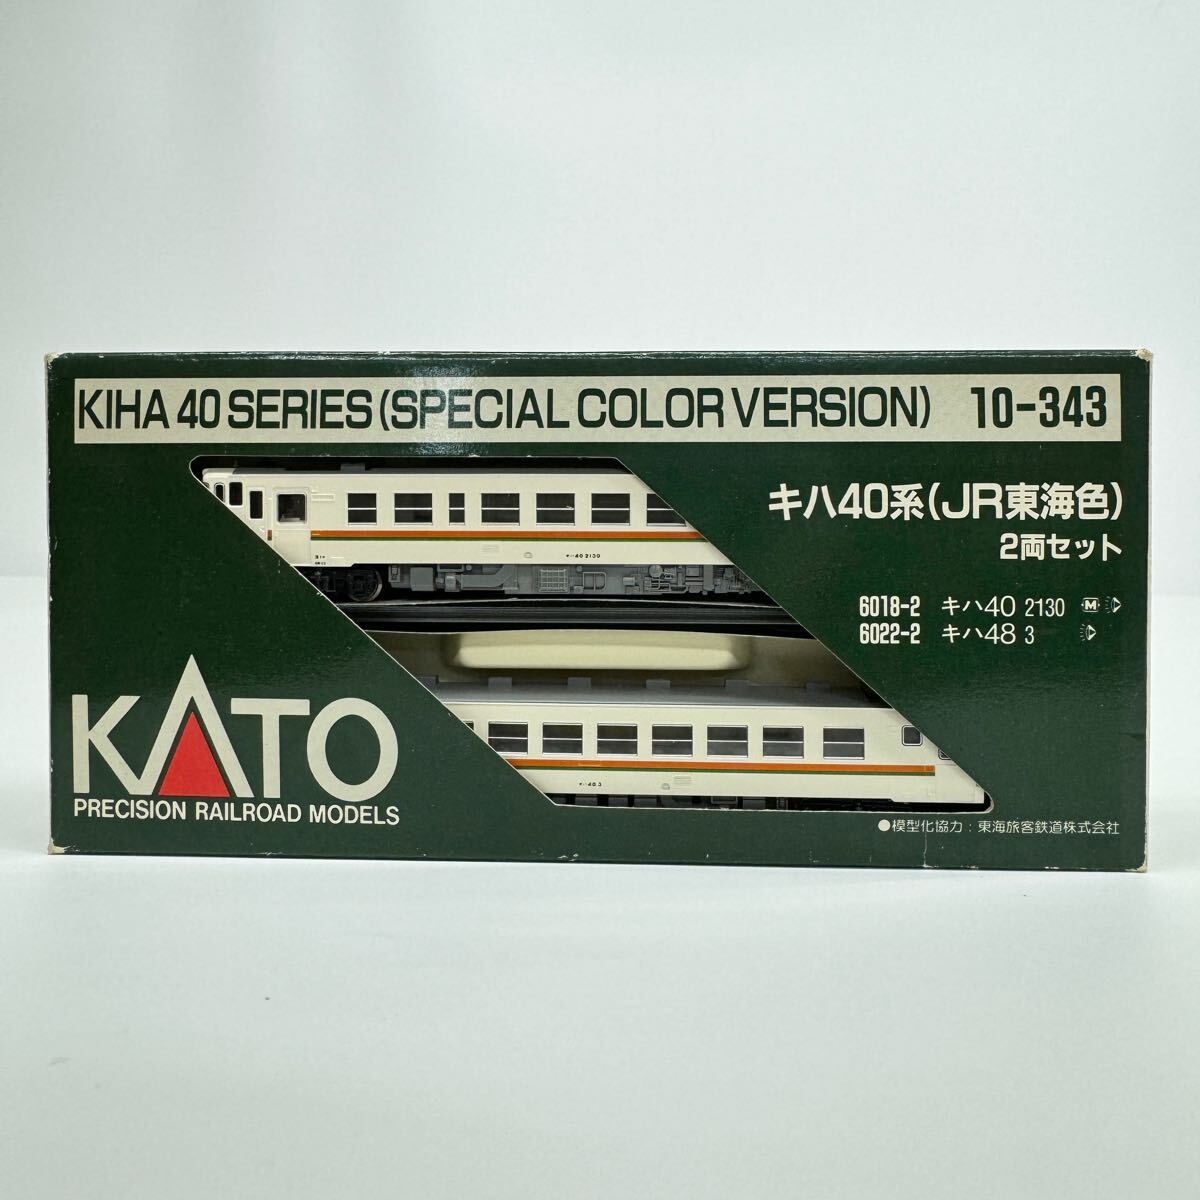 KIHA 40 SERIES (SPECIAL COLOR VERSION) 10-343
キハ40系(JR東海色)
2両セット
6018-2 キハ40 2130 M
6022-2 キハ48 3
キハ40 2130
キハ48 3
KATO
PRECISION RAILROAD MODELS
●模型化協力：東海旅客鉄道株式会社